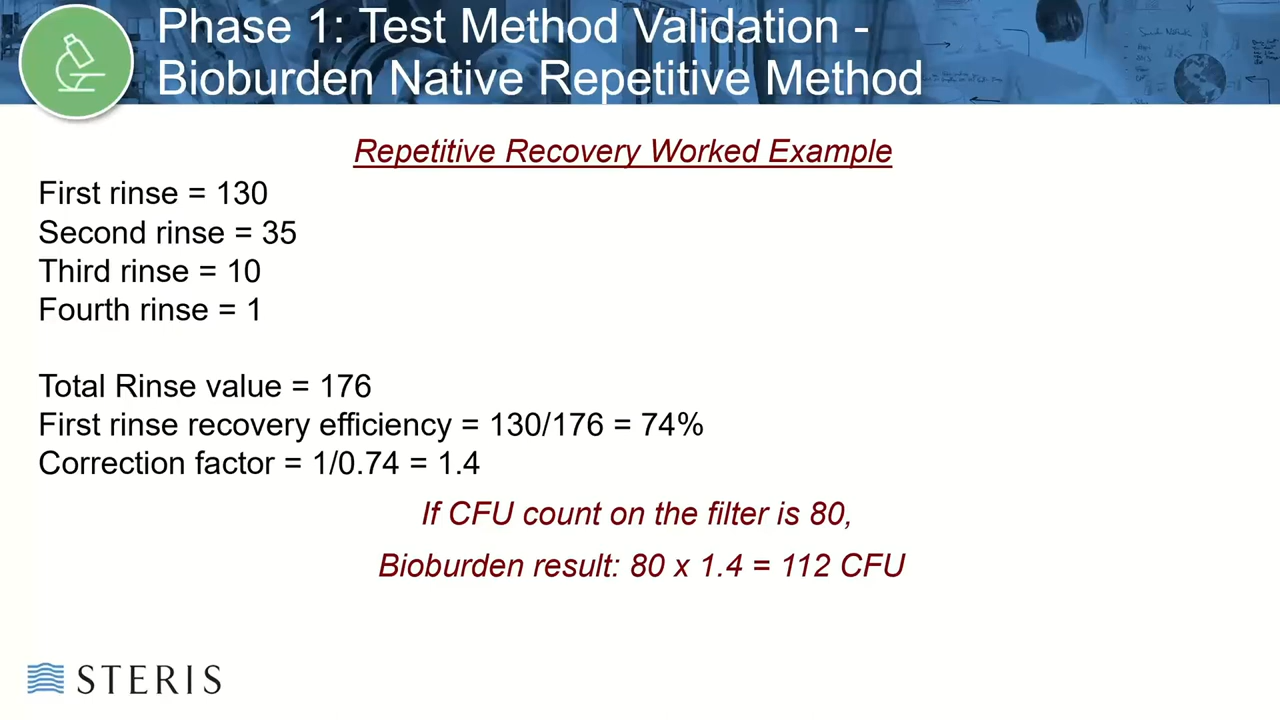 Phase 1: Test Method Validation -
Bioburden Native Repetitive Method
Repetitive Recovery Worked Example
First rinse = 130
Second rinse = 35
Third rinse = 10
Fourth rinse = 1
Total Rinse value = 176
First rinse recovery efficiency = 130/176 = 74%
Correction factor = 1/0.74 = 1.4
If CFU count on the filter is 80,
Bioburden result: 80 x 1.4 = 112 CFU
STERIS